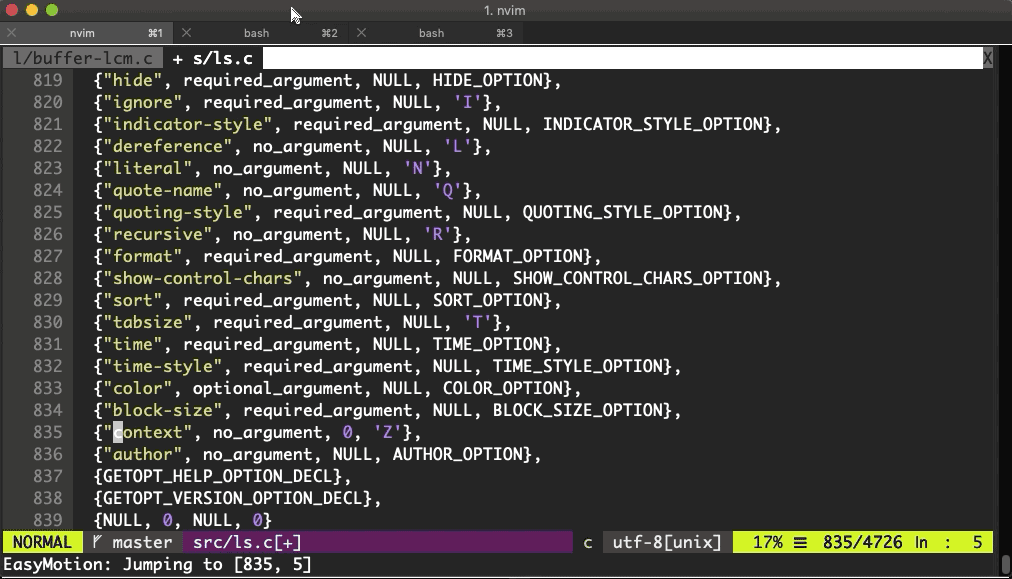 1. nvim
nvim ⌘1 bash ⌘2 bash ⌘3
l/buffer-lcm.c + s/ls.c X
819 {"hide", required_argument, NULL, HIDE_OPTION},
820 {"ignore", required_argument, NULL, 'I'},
821 {"indicator-style", required_argument, NULL, INDICATOR_STYLE_OPTION},
822 {"dereference", no_argument, NULL, 'L'},
823 {"literal", no_argument, NULL, 'N'},
824 {"quote-name", no_argument, NULL, 'Q'},
825 {"quoting-style", required_argument, NULL, QUOTING_STYLE_OPTION},
826 {"recursive", no_argument, NULL, 'R'},
827 {"format", required_argument, NULL, FORMAT_OPTION},
828 {"show-control-chars", no_argument, NULL, SHOW_CONTROL_CHARS_OPTION},
829 {"sort", required_argument, NULL, SORT_OPTION},
830 {"tabsize", required_argument, NULL, 'T'},
831 {"time", required_argument, NULL, TIME_OPTION},
832 {"time-style", required_argument, NULL, TIME_STYLE_OPTION},
833 {"color", optional_argument, NULL, COLOR_OPTION},
834 {"block-size", required_argument, NULL, BLOCK_SIZE_OPTION},
835 {"context", no_argument, 0, 'Z'},
836 {"author", no_argument, NULL, AUTHOR_OPTION},
837 {GETOPT_HELP_OPTION_DECL},
838 {GETOPT_VERSION_OPTION_DECL},
839 {NULL, 0, NULL, 0}
NORMAL master src/ls.c[+] c utf-8[unix] 17% ☰ 835/4726 ln : 5
EasyMotion: Jumping to [835, 5]